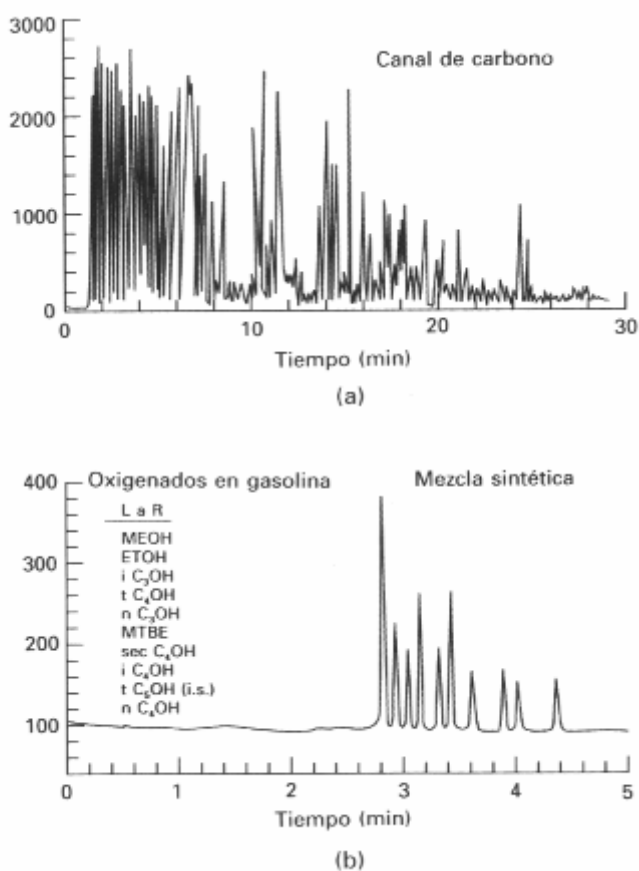 3000
Canal de carbono
2000
1000
0
0 10 20 30
Tiempo (min)
(a)
400
Oxigenados en gasolina
Mezcla sintética
L a R
MEOH
300
ETOH
i C₃OH
t C₄OH
n C₃OH
MTBE
200
sec C₄OH
i C₄OH
t C₅OH (i.s.)
n C₄OH
100
0 1 2 3 4 5
Tiempo (min)
(b)